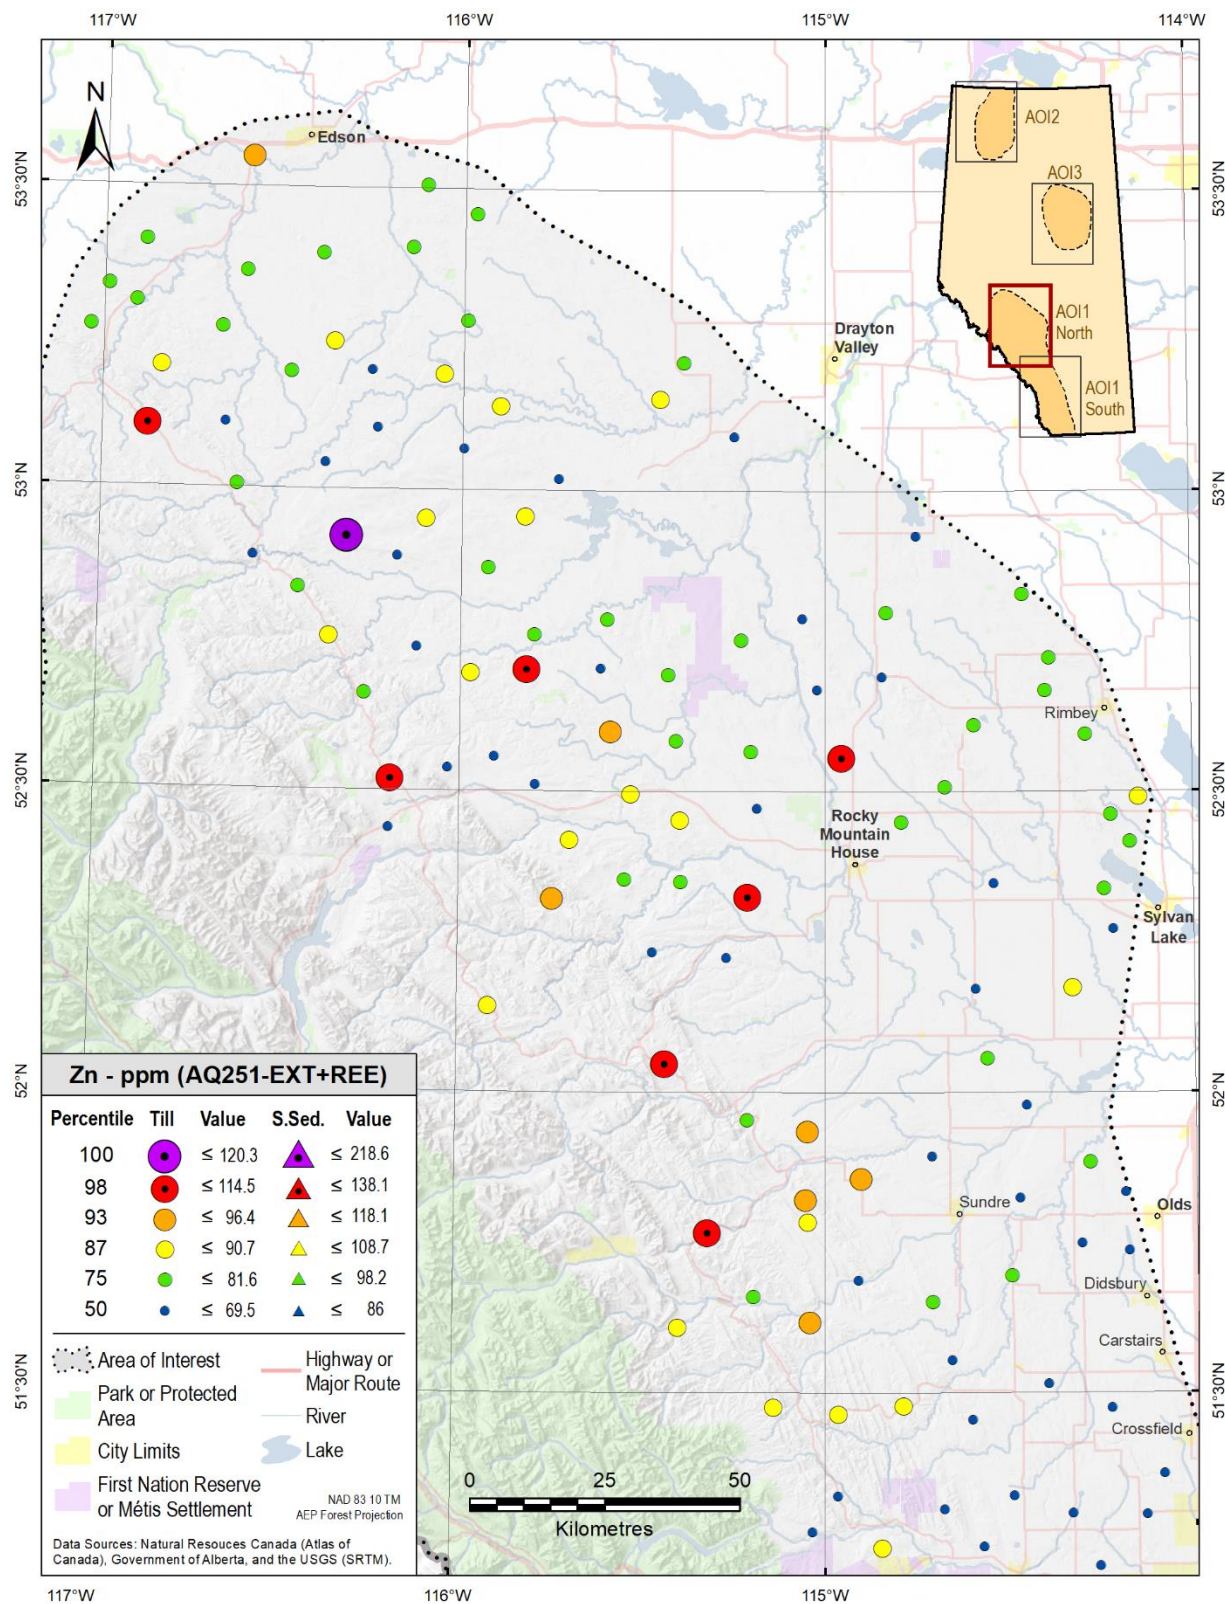 117°W 116°W 115°W 114°W
N
Edson
AOI2
AOI3
53°30'N
53°30'N
AOI1
North
Drayton
Valley
AOI1
South
53°N
53°N
Rimbey
52°30'N
52°30'N
Rocky
Mountain
House
Sylvan
Lake
52°N
52°N
Zn - ppm (AQ251-EXT+REE)
Percentile Till Value S.Sed. Value
100 ≤ 120.3 ≤ 218.6
98 ≤ 114.5 ≤ 138.1
93 ≤ 96.4 ≤ 118.1
87 ≤ 90.7 ≤ 108.7
75 ≤ 81.6 ≤ 98.2
50 ≤ 69.5 ≤ 86
Sundre
Olds
Didsbury
Carstairs
Area of Interest
Highway or
Major Route
Park or Protected
Area
River
City Limits
Lake
First Nation Reserve
or Métis Settlement
NAD 83 10 TM
AEP Forest Projection
Data Sources: Natural Resouces Canada (Atlas of
Canada), Government of Alberta, and the USGS (SRTM).
51°30'N
51°30'N
Crossfield
0 25 50
Kilometres
117°W 116°W 115°W